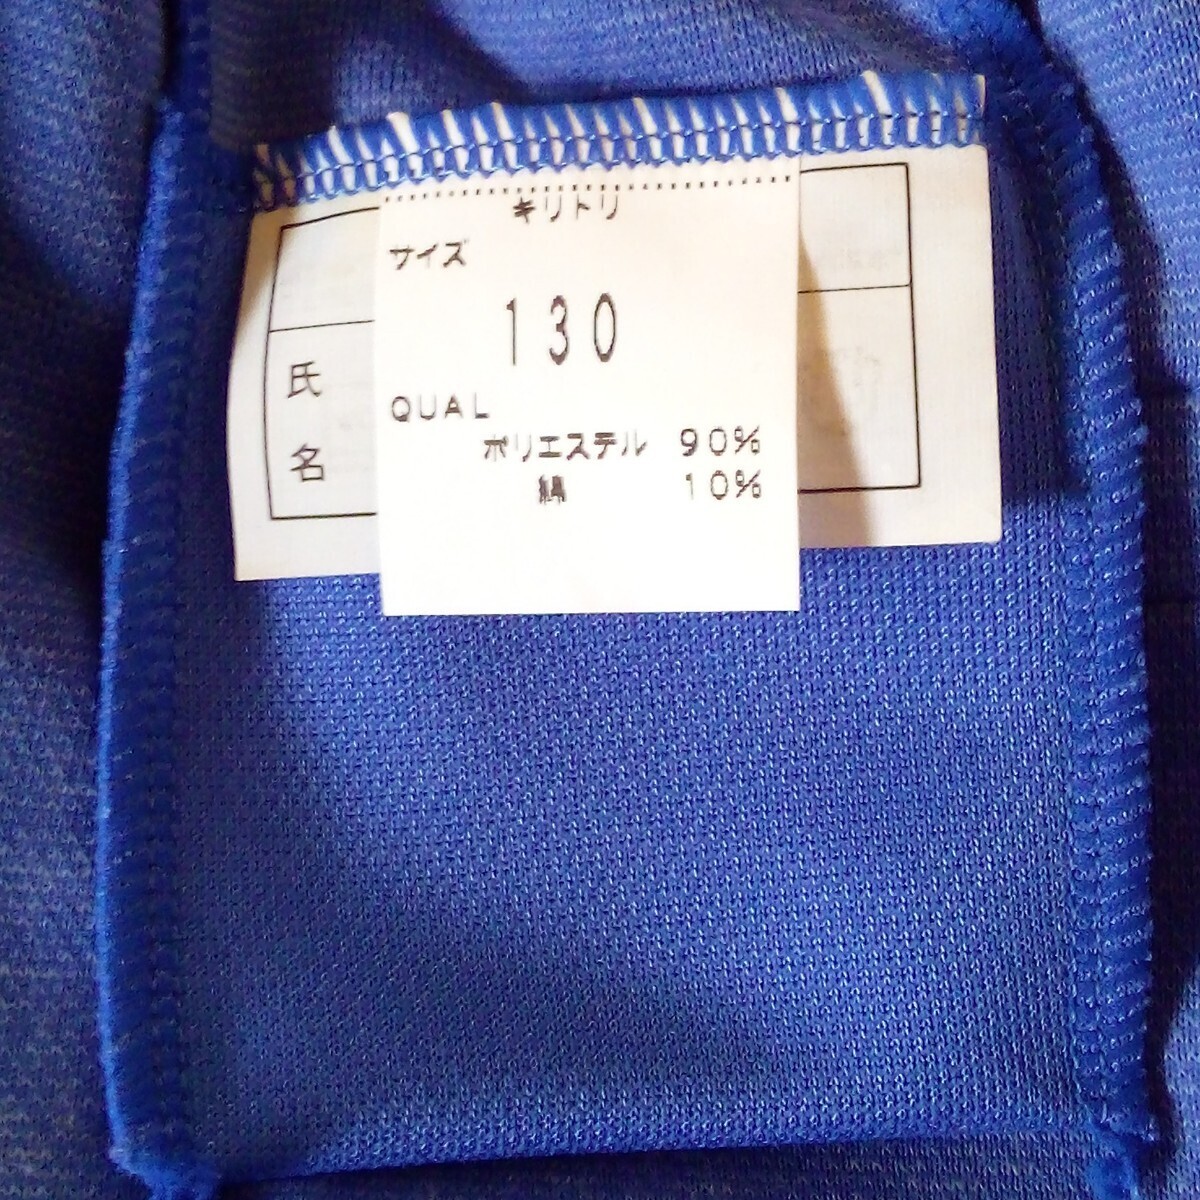 キリトリ
サイズ
130
QUAL
ポリエステル 90%
綿 10%
氏
名